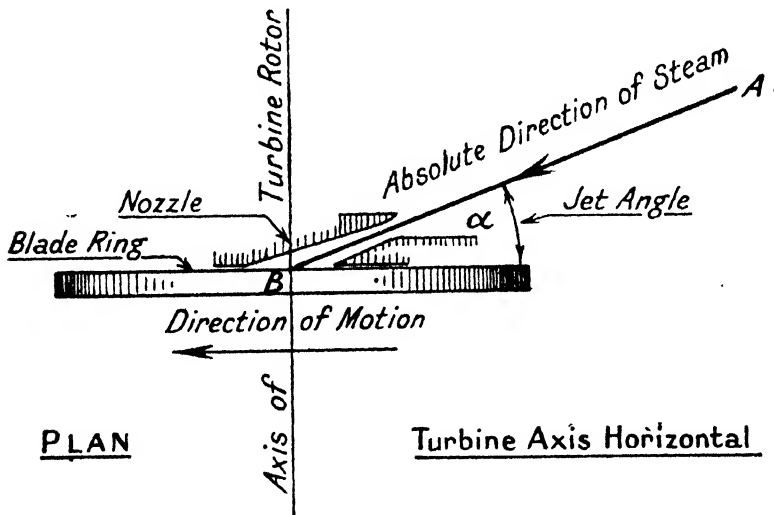 Axis of Turbine Rotor
Absolute Direction of Steam
A
Nozzle
α
Jet Angle
Blade Ring
B
Direction of Motion
PLAN
Turbine Axis Horizontal